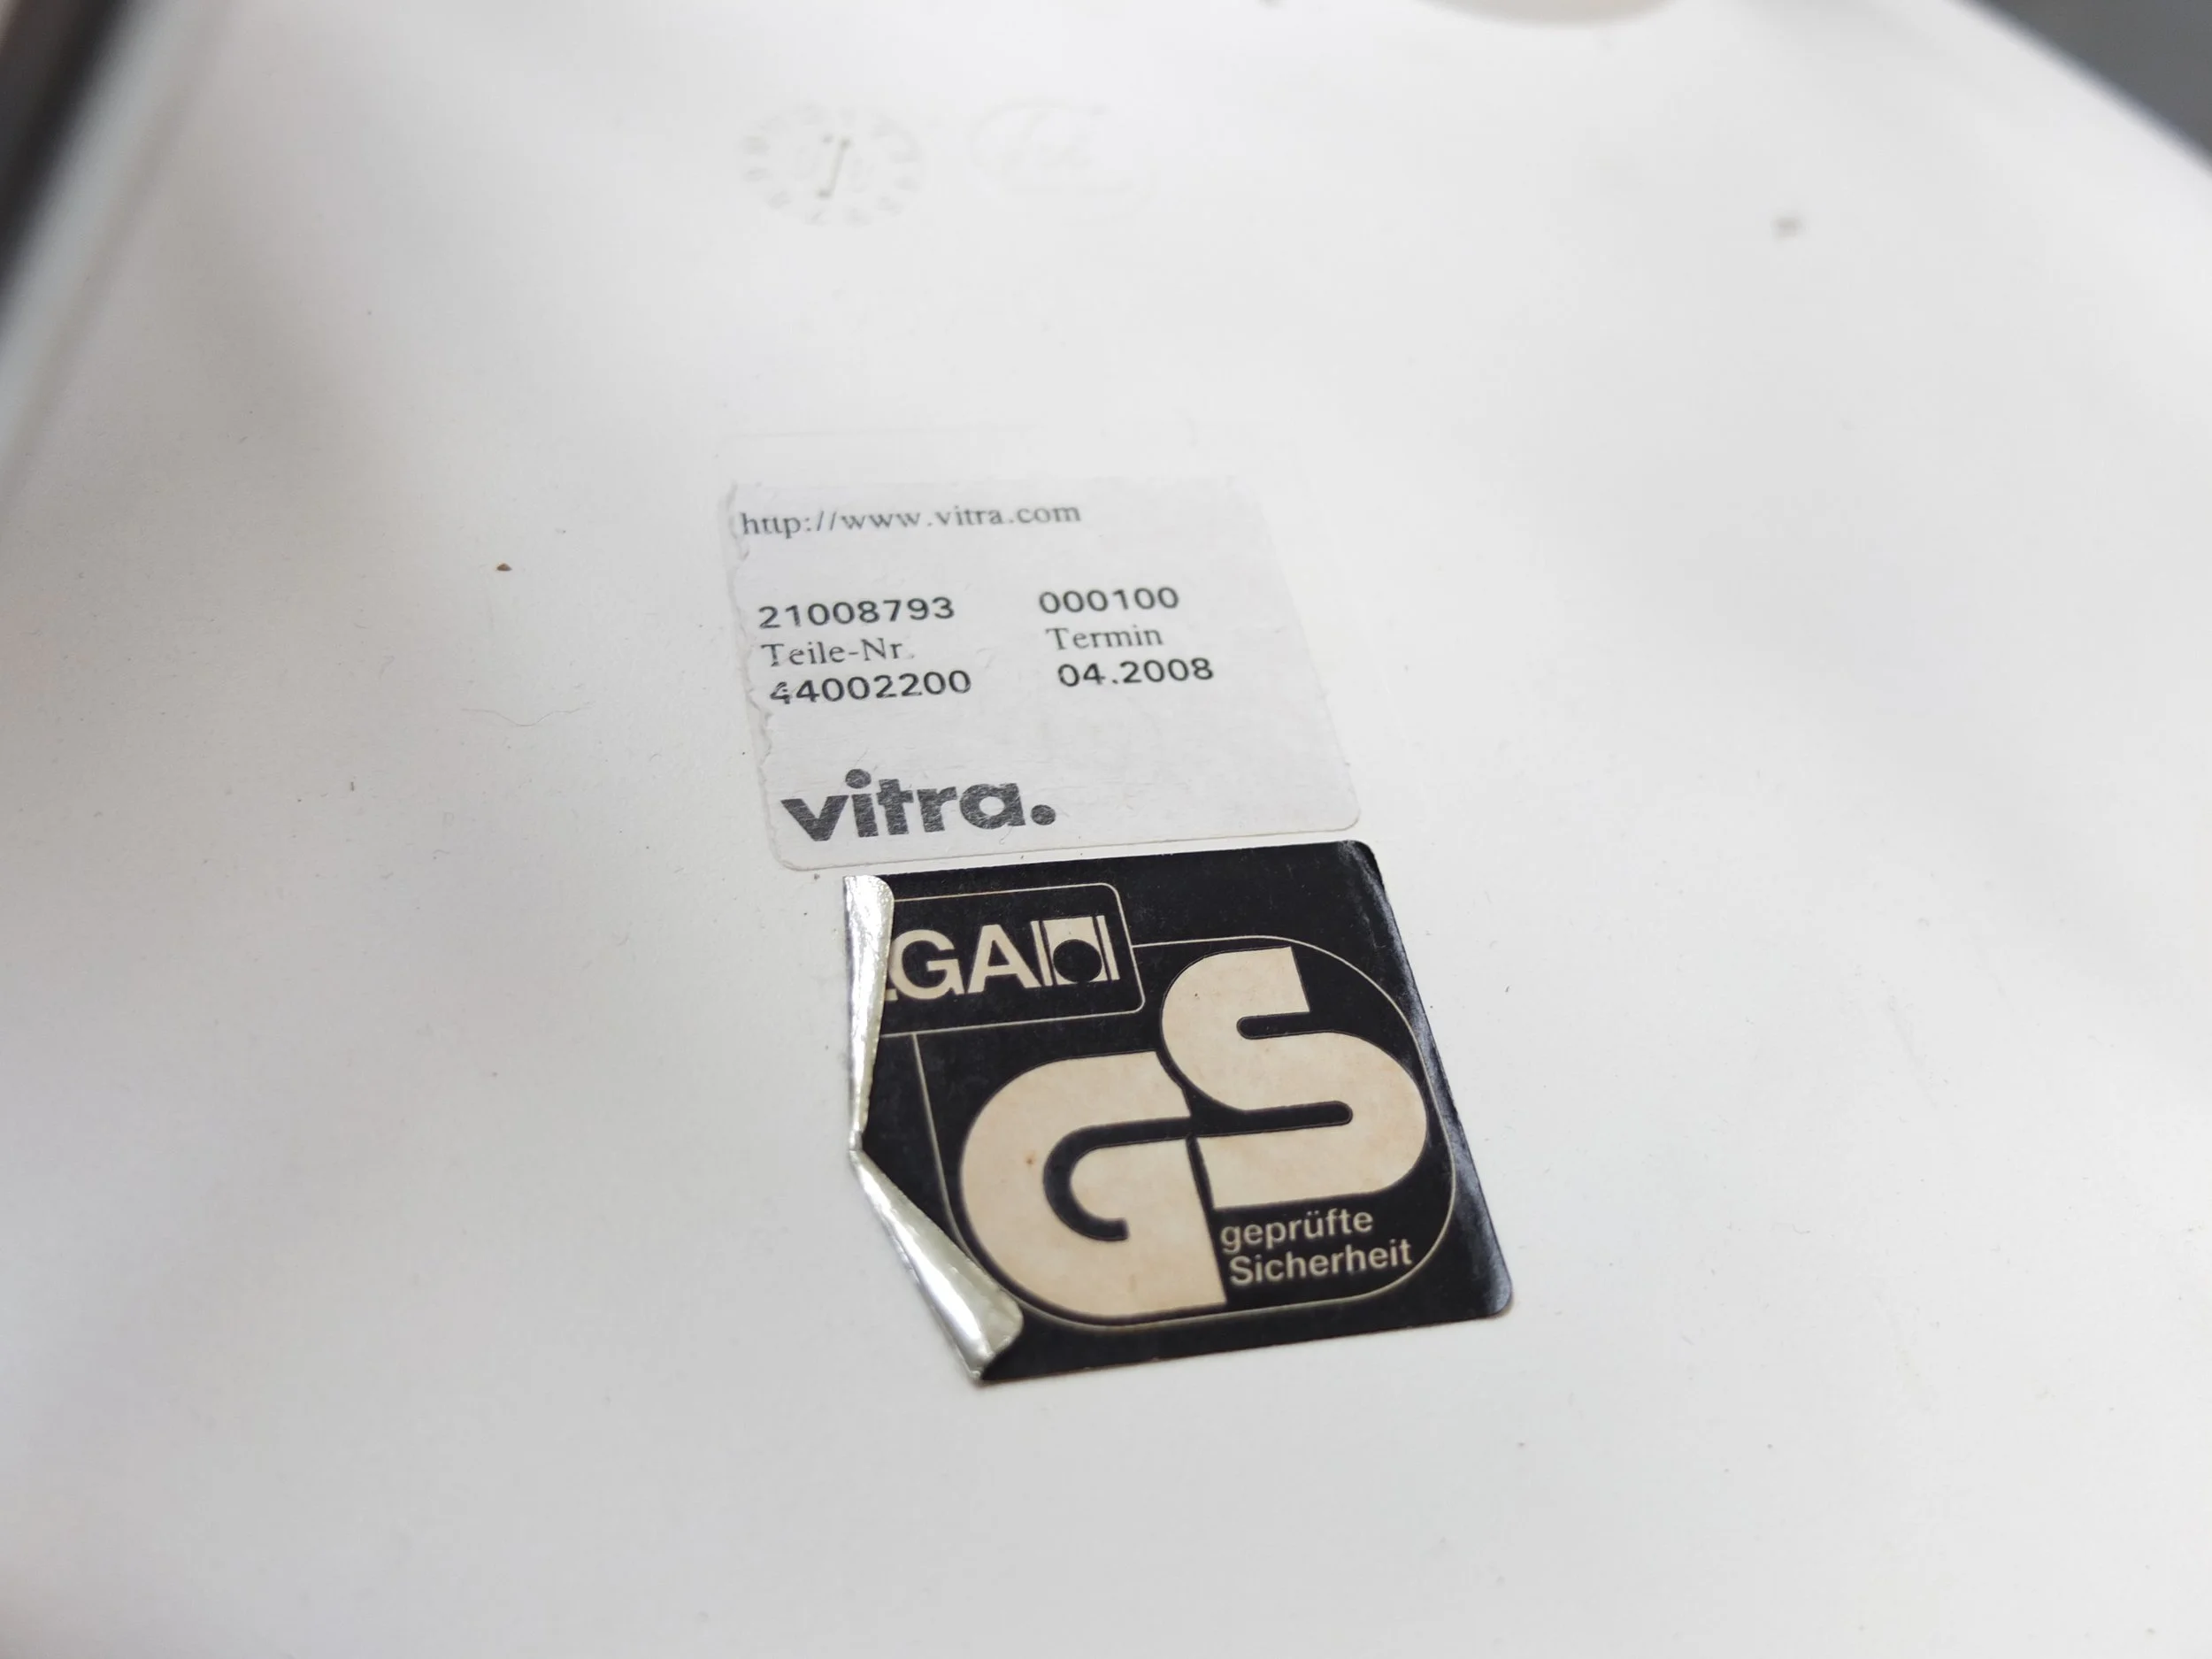 http://www.vitra.com
21008793 000100
Teile-Nr. Termin
44002200 04.2008
vitra.
GA
GS
geprüfte
Sicherheit